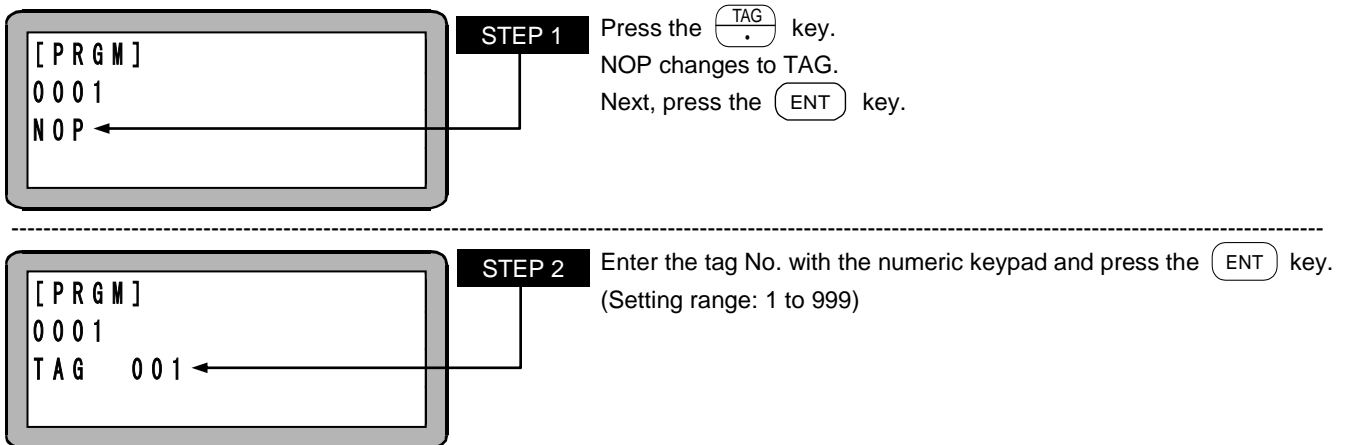 [PRGM]
0001
NOP
STEP 1
Press the TAG . key.
NOP changes to TAG.
Next, press the ENT key.
[PRGM]
0001
TAG 001
STEP 2
Enter the tag No. with the numeric keypad and press the ENT key.
(Setting range: 1 to 999)